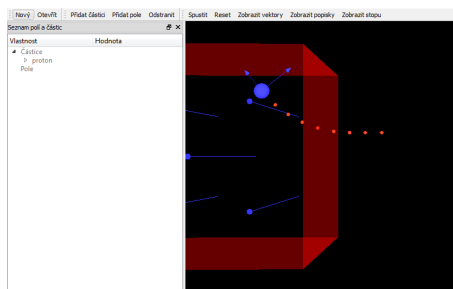 Nový Otevřít Přidat částici Přidat pole Odstranit Spustit Reset Zobrazit vektory Zobrazit popisky Zobrazit stopu
Seznam polí a částic
Vlastnost Hodnota
Částice
proton
Pole